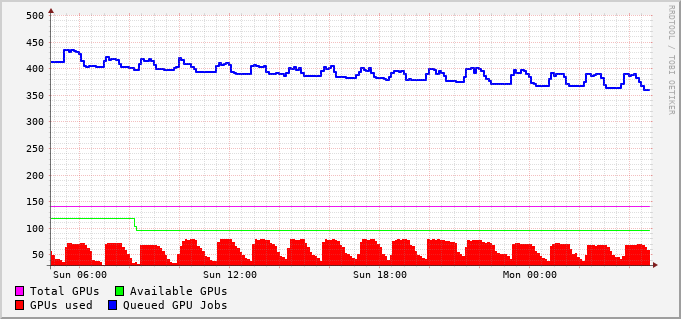 500
450
400
350
300
250
200
150
100
50
Sun 06:00 Sun 12:00 Sun 18:00 Mon 00:00
Total GPUs Available GPUs
GPUs used Queued GPU Jobs
RRDTOOL / TOBI OETIKER